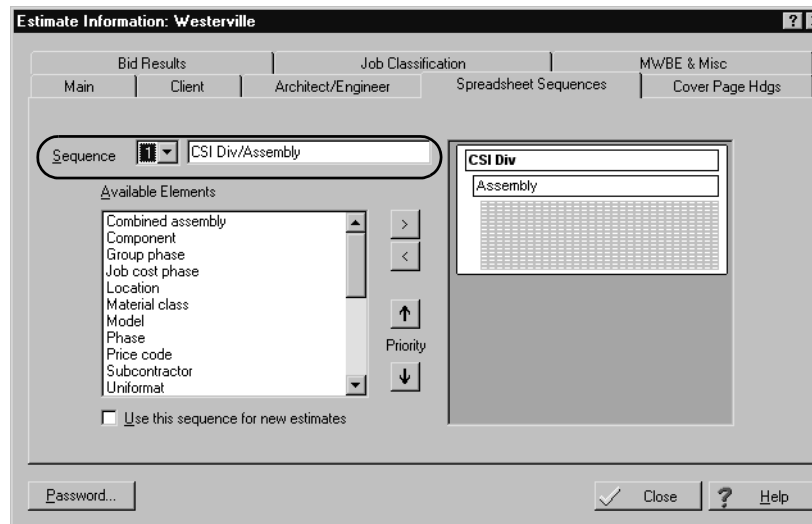 Estimate Information: Westerville
?
Bid Results
Job Classification
MWBE & Misc
Main
Client
Architect/Engineer
Spreadsheet Sequences
Cover Page Hdgs
Sequence
1
CSI Div/Assembly
Available Elements
Combined assembly
Component
Group phase
Job cost phase
Location
Material class
Model
Phase
Price code
Subcontractor
Uniformat
>
<
Priority
Use this sequence for new estimates
CSI Div
Assembly
Password...
Close
? Help